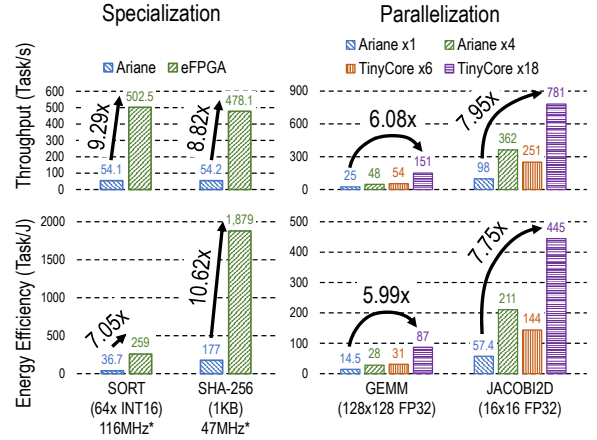 Specialization
Parallelization
Ariane eFPGA
Ariane x1 Ariane x4
TinyCore x6 TinyCore x18
Throughput (Task/s)
600
500
400
300
200
100
0
9.29x
54.1
502.5
8.82x
54.2
478.1
900
600
300
0
6.08x
25
48
54
151
7.95x
98
362
251
781
Energy Efficiency (Task/J)
2000
1500
1000
500
0
7.05x
36.7
259
10.62x
177
1,879
500
400
300
200
100
0
5.99x
14.5
28
31
87
7.75x
57.4
211
144
445
SORT
(64x INT16)
116MHz*
SHA-256
(1KB)
47MHz*
GEMM
(128x128 FP32)
JACOBI2D
(16x16 FP32)